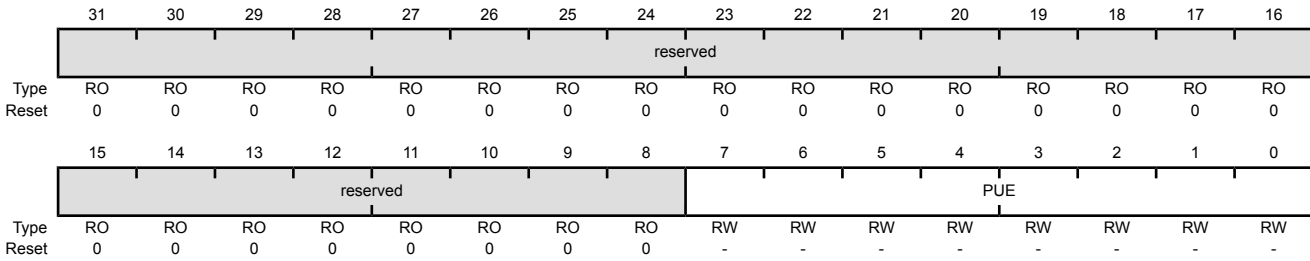 31 30 29 28 27 26 25 24 23 22 21 20 19 18 17 16
reserved
Type RO RO RO RO RO RO RO RO RO RO RO RO RO RO RO RO
Reset 0 0 0 0 0 0 0 0 0 0 0 0 0 0 0 0
15 14 13 12 11 10 9 8 7 6 5 4 3 2 1 0
reserved PUE
Type RO RO RO RO RO RO RO RO RW RW RW RW RW RW RW RW
Reset 0 0 0 0 0 0 0 0 - - - - - - - -